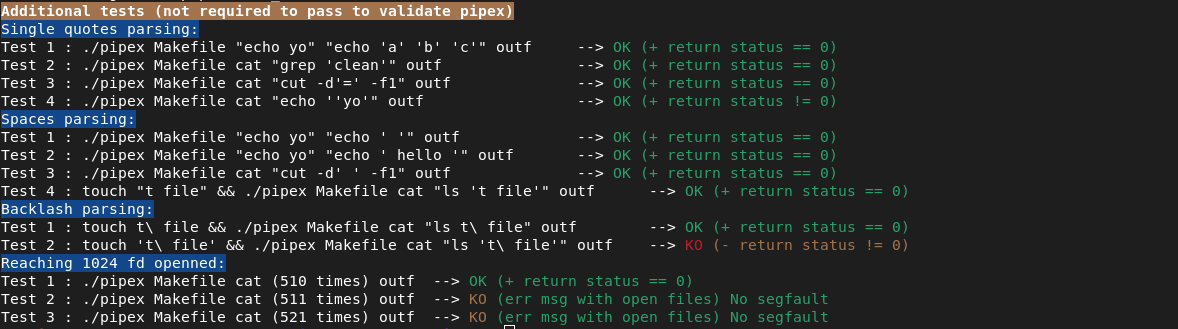 Additional tests (not required to pass to validate pipex)
Single quotes parsing:
Test 1 : ./pipex Makefile "echo yo" "echo 'a' 'b' 'c'" outf     --> OK (+ return status == 0)
Test 2 : ./pipex Makefile cat "grep 'clean'" outf               --> OK (+ return status == 0)
Test 3 : ./pipex Makefile cat "cut -d'=' -f1" outf              --> OK (+ return status == 0)
Test 4 : ./pipex Makefile cat "echo ''yo'" outf                 --> OK (+ return status != 0)
Spaces parsing:
Test 1 : ./pipex Makefile "echo yo" "echo ' '" outf             --> OK (+ return status == 0)
Test 2 : ./pipex Makefile "echo yo" "echo ' hello '" outf       --> OK (+ return status == 0)
Test 3 : ./pipex Makefile "cut -d' ' -f1" outf                  --> OK (+ return status == 0)
Test 4 : touch "t file" && ./pipex Makefile cat "ls 't file'" outf      --> OK (+ return status == 0)
Backlash parsing:
Test 1 : touch t\ file && ./pipex Makefile cat "ls t\ file" outf        --> OK (+ return status == 0)
Test 2 : touch 't\ file' && ./pipex Makefile cat "ls 't\ file'" outf    --> KO (- return status != 0)
Reaching 1024 fd openned:
Test 1 : ./pipex Makefile cat (510 times) outf  --> OK (+ return status == 0)
Test 2 : ./pipex Makefile cat (511 times) outf  --> KO (err msg with open files) No segfault
Test 3 : ./pipex Makefile cat (521 times) outf  --> KO (err msg with open files) No segfault